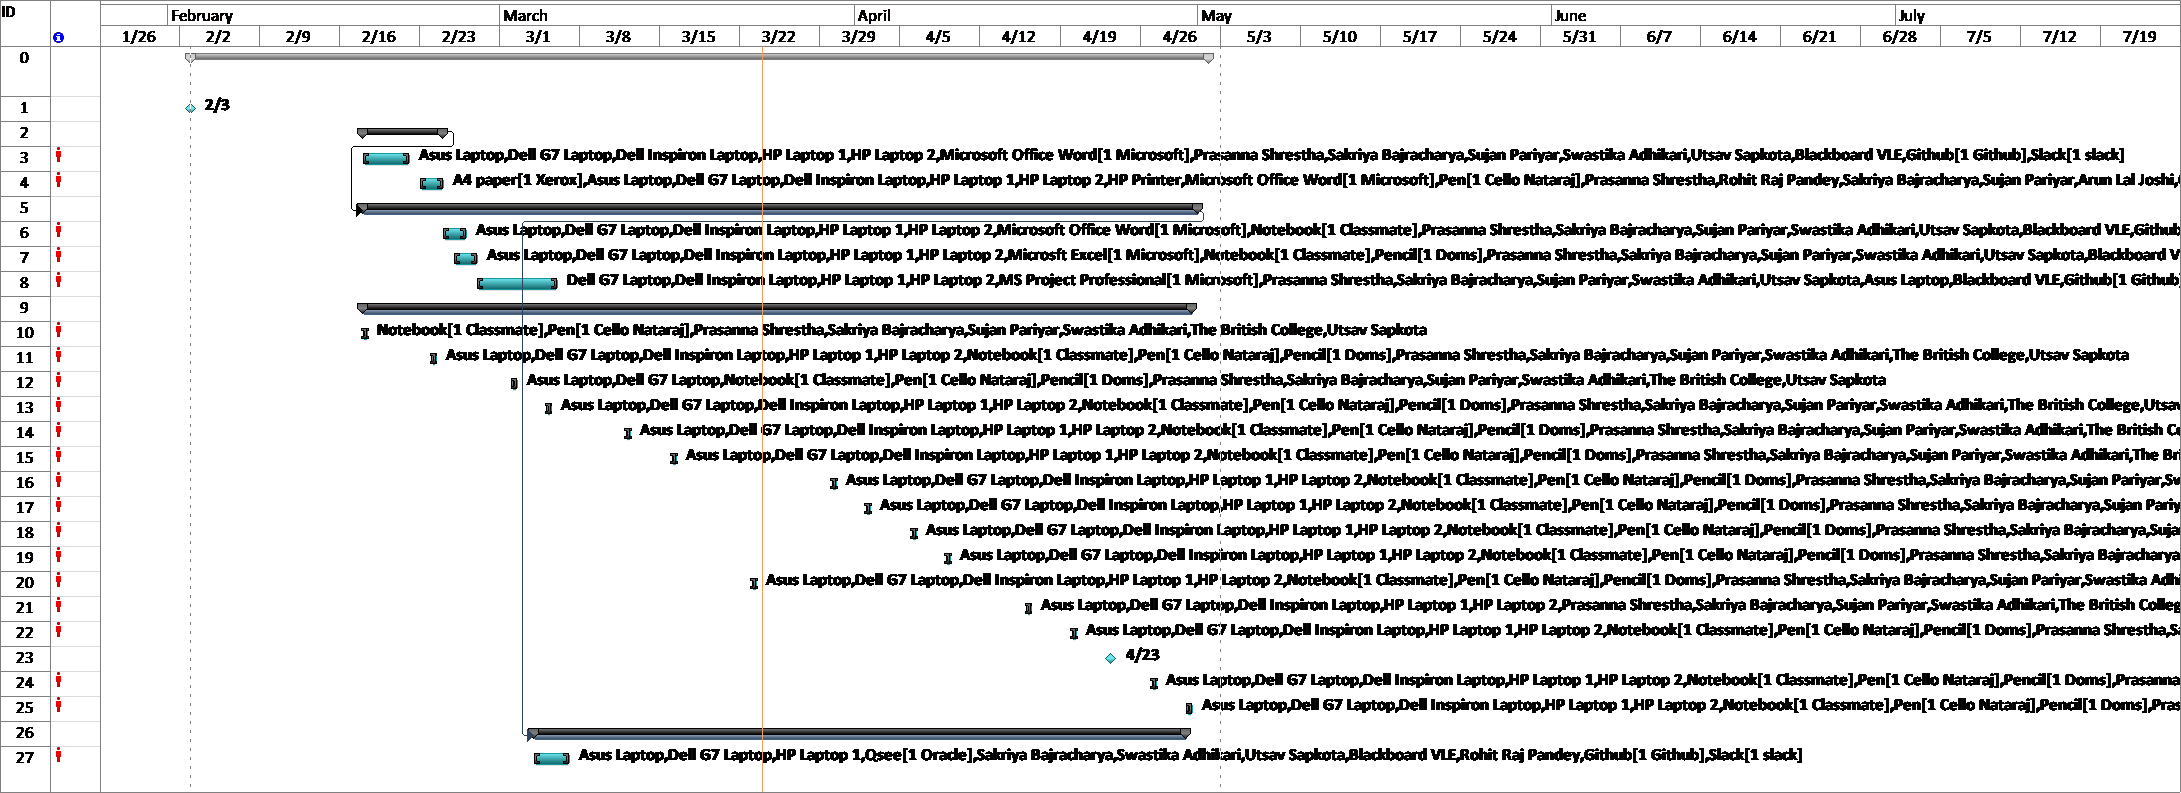 ID
February March April May June July
1/26 2/2 2/9 2/16 2/23 3/1 3/8 3/15 3/22 3/29 4/5 4/12 4/19 4/26 5/3 5/10 5/17 5/24 5/31 6/7 6/14 6/21 6/28 7/5 7/12 7/19
0
1 2/3
2
3 Asus Laptop,Dell G7 Laptop,Dell Inspiron Laptop,HP Laptop 1,HP Laptop 2,Microsoft Office Word[1 Microsoft],Prasanna Shrestha,Sakriya Bajracharya,Sujan Pariyar,Swastika Adhikari,Utsav Sapkota,Blackboard VLE,Github[1 Github],Slack[1 slack]
4 A4 paper[1 Xerox],Asus Laptop,Dell G7 Laptop,Dell Inspiron Laptop,HP Laptop 1,HP Laptop 2,HP Printer,Microsoft Office Word[1 Microsoft],Pen[1 Cello Nataraj],Prasanna Shrestha,Rohit Raj Pandey,Sakriya Bajracharya,Sujan Pariyar,Arun Lal Joshi,
5
6 Asus Laptop,Dell G7 Laptop,Dell Inspiron Laptop,HP Laptop 1,HP Laptop 2,Microsoft Office Word[1 Microsoft],Notebook[1 Classmate],Prasanna Shrestha,Sakriya Bajracharya,Sujan Pariyar,Swastika Adhikari,Utsav Sapkota,Blackboard VLE,Github
7 Asus Laptop,Dell G7 Laptop,Dell Inspiron Laptop,HP Laptop 1,HP Laptop 2,Microsft Excel[1 Microsoft],Notebook[1 Classmate],Pencil[1 Doms],Prasanna Shrestha,Sakriya Bajracharya,Sujan Pariyar,Swastika Adhikari,Utsav Sapkota,Blackboard V
8 Dell G7 Laptop,Dell Inspiron Laptop,HP Laptop 1,HP Laptop 2,MS Project Professional[1 Microsoft],Prasanna Shrestha,Sakriya Bajracharya,Sujan Pariyar,Swastika Adhikari,Utsav Sapkota,Asus Laptop,Blackboard VLE,Github[1 Github
9
10 Notebook[1 Classmate],Pen[1 Cello Nataraj],Prasanna Shrestha,Sakriya Bajracharya,Sujan Pariyar,Swastika Adhikari,The British College,Utsav Sapkota
11 Asus Laptop,Dell G7 Laptop,Dell Inspiron Laptop,HP Laptop 1,HP Laptop 2,Notebook[1 Classmate],Pen[1 Cello Nataraj],Pencil[1 Doms],Prasanna Shrestha,Sakriya Bajracharya,Sujan Pariyar,Swastika Adhikari,The British College,Utsav Sapkota
12 Asus Laptop,Dell G7 Laptop,Notebook[1 Classmate],Pen[1 Cello Nataraj],Pencil[1 Doms],Prasanna Shrestha,Sakriya Bajracharya,Sujan Pariyar,Swastika Adhikari,The British College,Utsav Sapkota
13 Asus Laptop,Dell G7 Laptop,Dell Inspiron Laptop,HP Laptop 1,HP Laptop 2,Notebook[1 Classmate],Pen[1 Cello Nataraj],Pencil[1 Doms],Prasanna Shrestha,Sakriya Bajracharya,Sujan Pariyar,Swastika Adhikari,The British College,Utsav
14 Asus Laptop,Dell G7 Laptop,Dell Inspiron Laptop,HP Laptop 1,HP Laptop 2,Notebook[1 Classmate],Pen[1 Cello Nataraj],Pencil[1 Doms],Prasanna Shrestha,Sakriya Bajracharya,Sujan Pariyar,Swastika Adhikari,The British C
15 Asus Laptop,Dell G7 Laptop,Dell Inspiron Laptop,HP Laptop 1,HP Laptop 2,Notebook[1 Classmate],Pen[1 Cello Nataraj],Pencil[1 Doms],Prasanna Shrestha,Sakriya Bajracharya,Sujan Pariyar,Swastika Adhikari,The Bri
16 Asus Laptop,Dell G7 Laptop,Dell Inspiron Laptop,HP Laptop 1,HP Laptop 2,Notebook[1 Classmate],Pen[1 Cello Nataraj],Pencil[1 Doms],Prasanna Shrestha,Sakriya Bajracharya,Sujan Pariyar,Sw
17 Asus Laptop,Dell G7 Laptop,Dell Inspiron Laptop,HP Laptop 1,HP Laptop 2,Notebook[1 Classmate],Pen[1 Cello Nataraj],Pencil[1 Doms],Prasanna Shrestha,Sakriya Bajracharya,Sujan Pariy
18 Asus Laptop,Dell G7 Laptop,Dell Inspiron Laptop,HP Laptop 1,HP Laptop 2,Notebook[1 Classmate],Pen[1 Cello Nataraj],Pencil[1 Doms],Prasanna Shrestha,Sakriya Bajracharya,Suja
19 Asus Laptop,Dell G7 Laptop,Dell Inspiron Laptop,HP Laptop 1,HP Laptop 2,Notebook[1 Classmate],Pen[1 Cello Nataraj],Pencil[1 Doms],Prasanna Shrestha,Sakriya Bajracharya
20 Asus Laptop,Dell G7 Laptop,Dell Inspiron Laptop,HP Laptop 1,HP Laptop 2,Notebook[1 Classmate],Pen[1 Cello Nataraj],Pencil[1 Doms],Prasanna Shrestha,Sakriya Bajracharya,Sujan Pariyar,Swastika Adhi
21 Asus Laptop,Dell G7 Laptop,Dell Inspiron Laptop,HP Laptop 1,HP Laptop 2,Prasanna Shrestha,Sakriya Bajracharya,Sujan Pariyar,Swastika Adhikari,The British Colleg
22 Asus Laptop,Dell G7 Laptop,Dell Inspiron Laptop,HP Laptop 1,HP Laptop 2,Notebook[1 Classmate],Pen[1 Cello Nataraj],Pencil[1 Doms],Prasanna Shrestha,Sa
23 4/23
24 Asus Laptop,Dell G7 Laptop,Dell Inspiron Laptop,HP Laptop 1,HP Laptop 2,Notebook[1 Classmate],Pen[1 Cello Nataraj],Pencil[1 Doms],Prasanna
25 Asus Laptop,Dell G7 Laptop,Dell Inspiron Laptop,HP Laptop 1,HP Laptop 2,Notebook[1 Classmate],Pen[1 Cello Nataraj],Pencil[1 Doms],Pras
26
27 Asus Laptop,Dell G7 Laptop,HP Laptop 1,Qsee[1 Oracle],Sakriya Bajracharya,Swastika Adhikari,Utsav Sapkota,Blackboard VLE,Rohit Raj Pandey,Github[1 Github],Slack[1 slack]